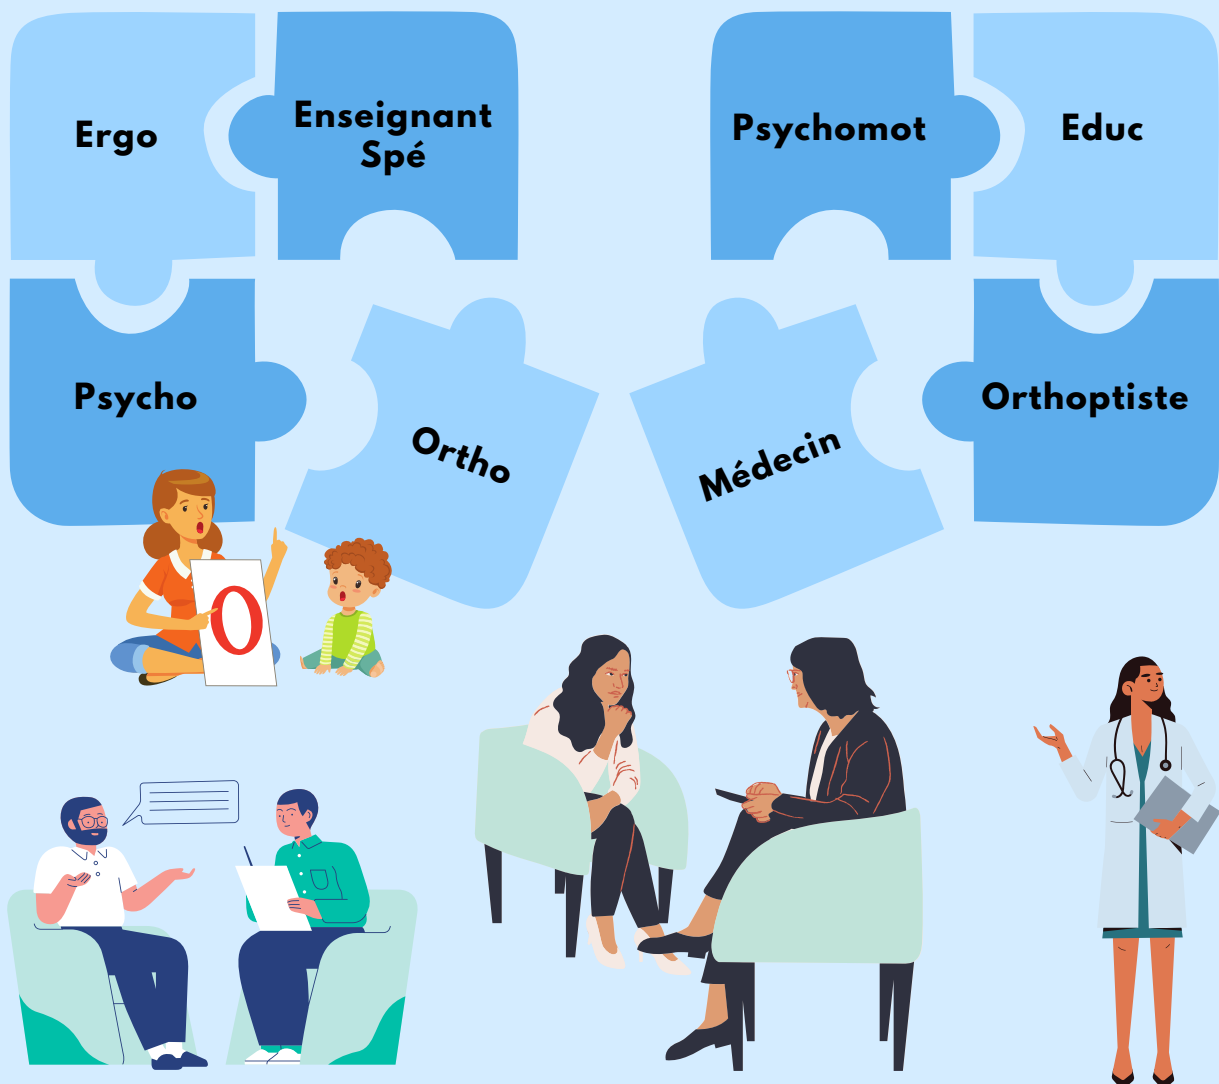 Ergo
Enseignant
Spé
Psychomot
Educ
Psycho
Ortho
Médecin
Orthoptiste
O